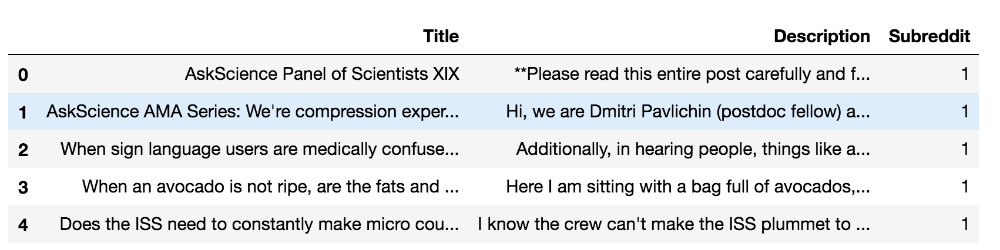 Title Description Subreddit
0 AskScience Panel of Scientists XIX **Please read this entire post carefully and f... 1
1 AskScience AMA Series: We're compression exper... Hi, we are Dmitri Pavlichin (postdoc fellow) a... 1
2 When sign language users are medically confuse... Additionally, in hearing people, things like a... 1
3 When an avocado is not ripe, are the fats and ... Here I am sitting with a bag full of avocados,... 1
4 Does the ISS need to constantly make micro cou... I know the crew can't make the ISS plummet to ... 1